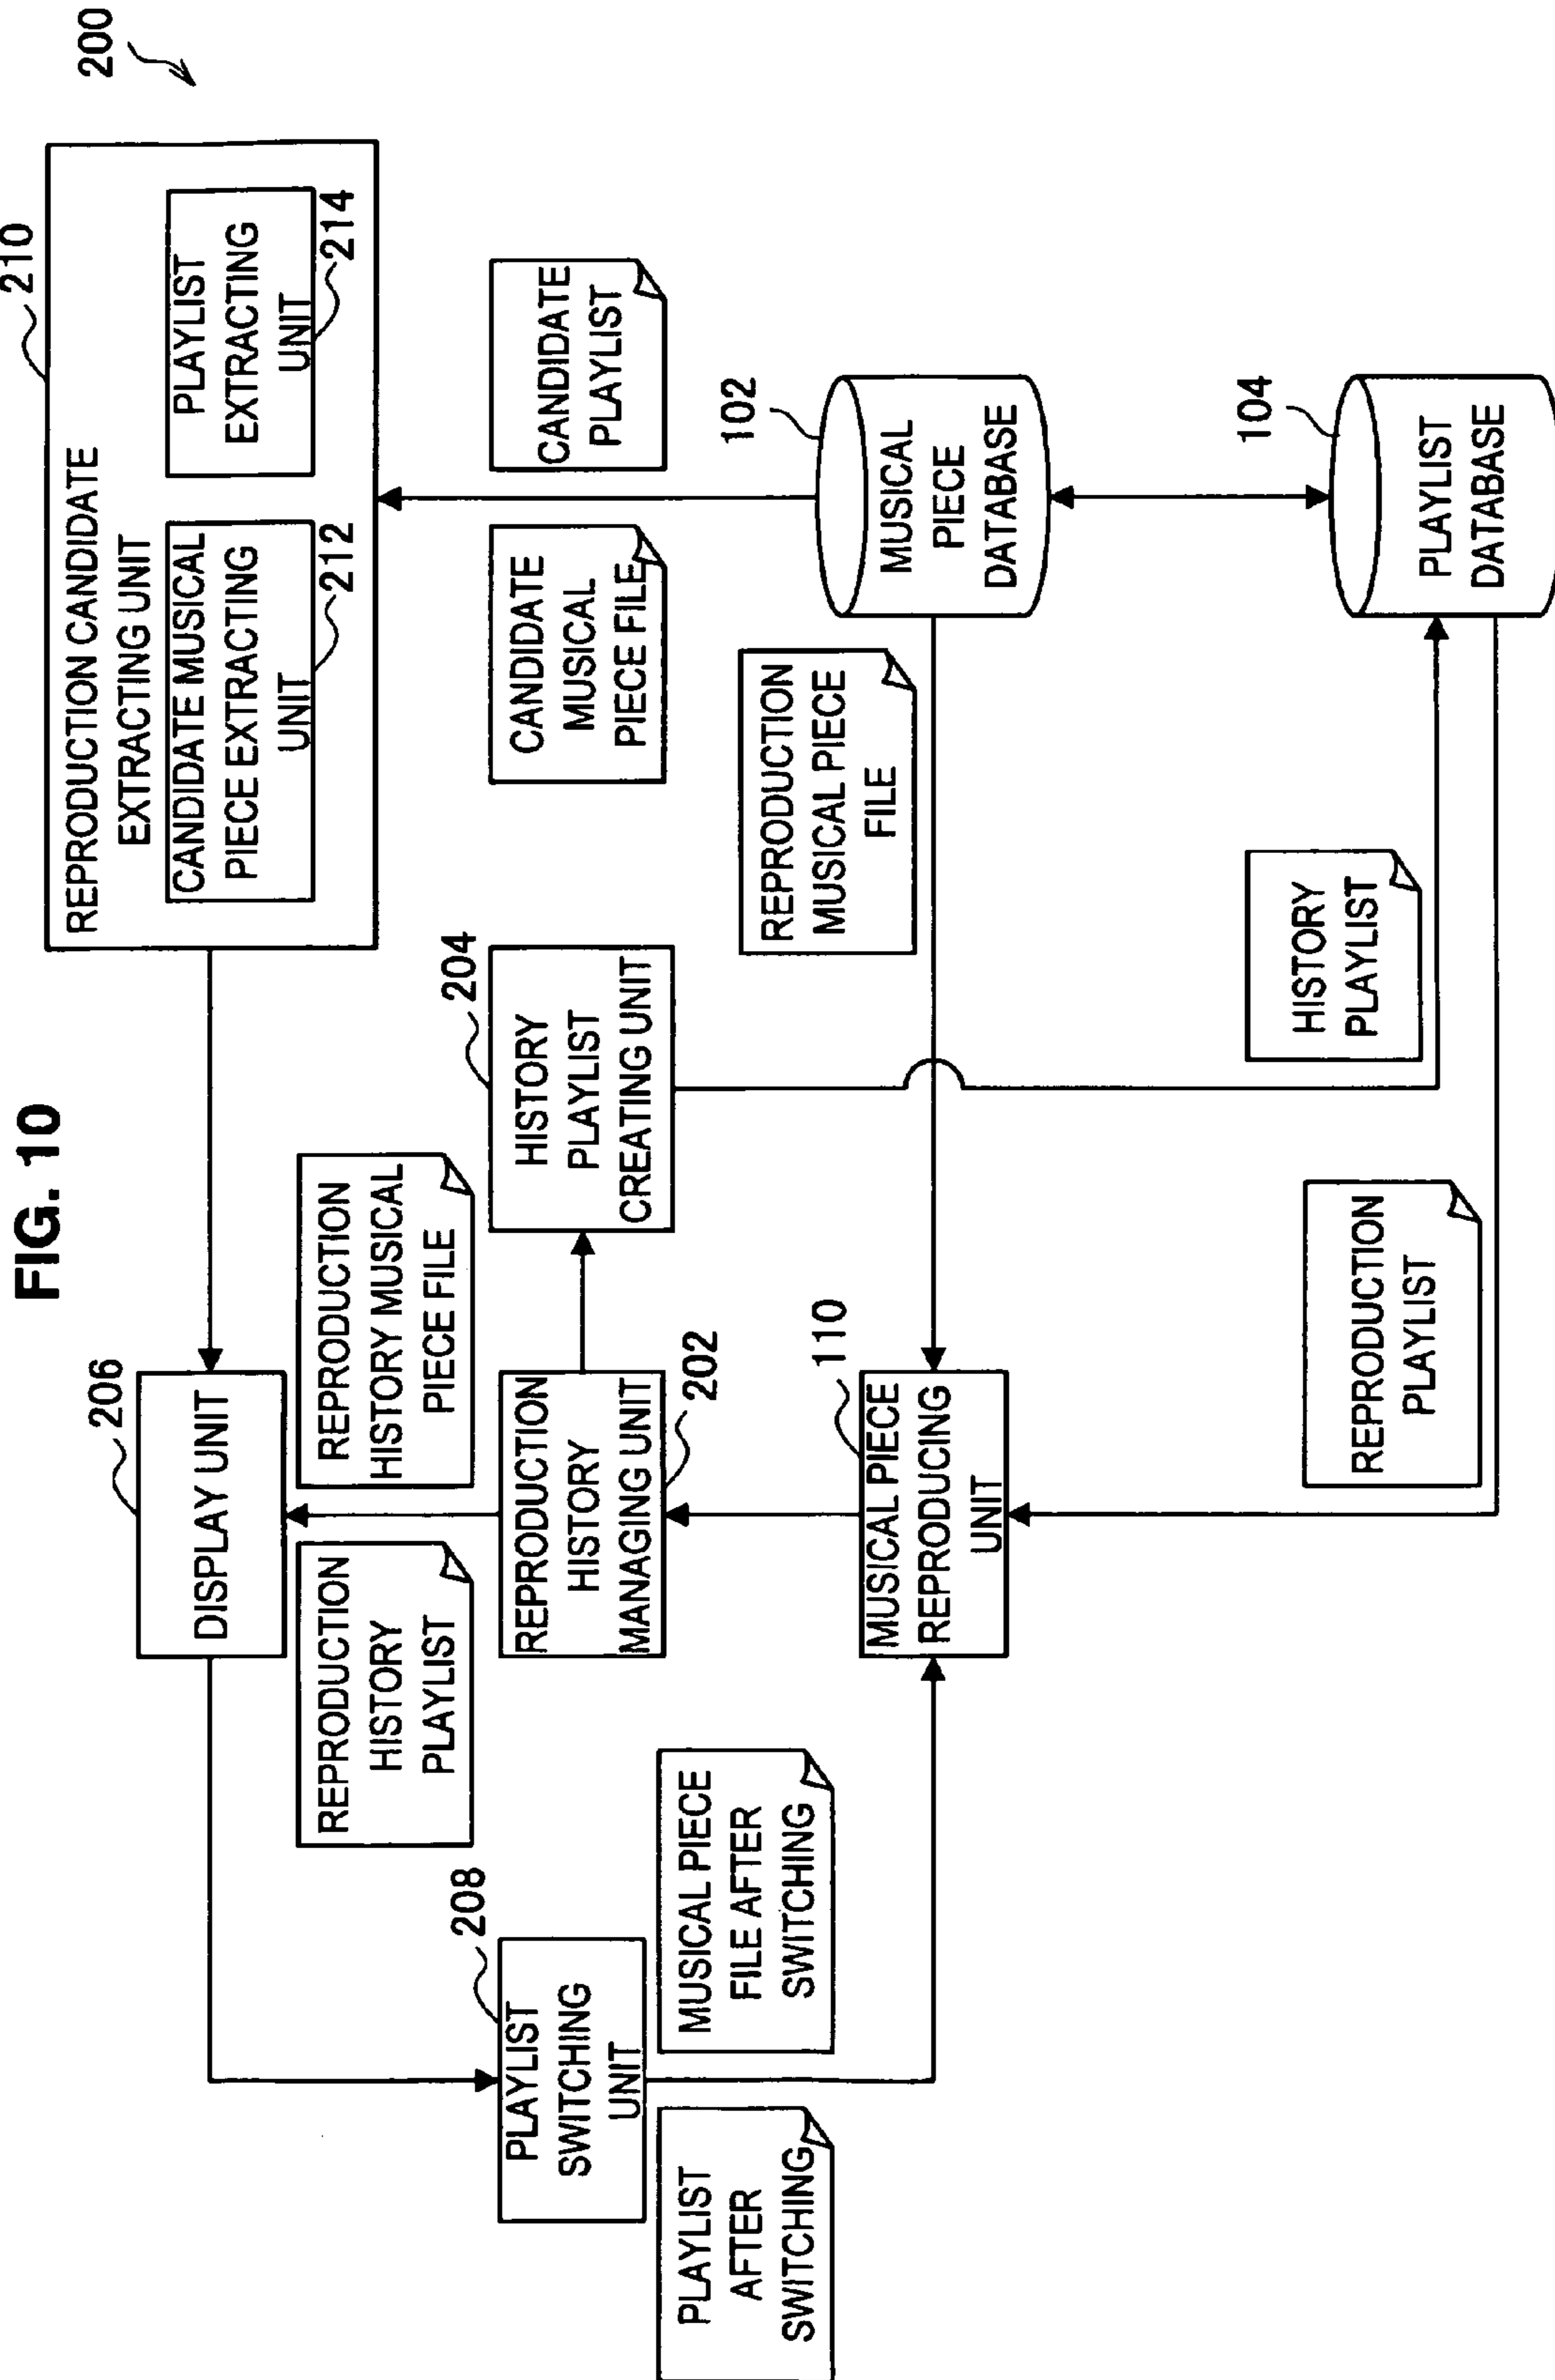 FIG. 10
200
206
DISPLAY UNIT
210
REPRODUCTION CANDIDATE
EXTRACTING UNIT
CANDIDATE MUSICAL
PIECE EXTRACTING
UNIT
212
PLAYLIST
EXTRACTING
UNIT
214
REPRODUCTION
HISTORY
PLAYLIST
REPRODUCTION
HISTORY MUSICAL
PIECE FILE
208
PLAYLIST
SWITCHING
UNIT
REPRODUCTION
HISTORY
MANAGING UNIT
202
204
HISTORY
PLAYLIST
CREATING UNIT
CANDIDATE
MUSICAL
PIECE FILE
CANDIDATE
PLAYLIST
PLAYLIST
AFTER
SWITCHING
MUSICAL PIECE
FILE AFTER
SWITCHING
110
MUSICAL PIECE
REPRODUCING
UNIT
REPRODUCTION
MUSICAL PIECE
FILE
102
MUSICAL
PIECE
DATABASE
REPRODUCTION
PLAYLIST
HISTORY
PLAYLIST
104
PLAYLIST
DATABASE